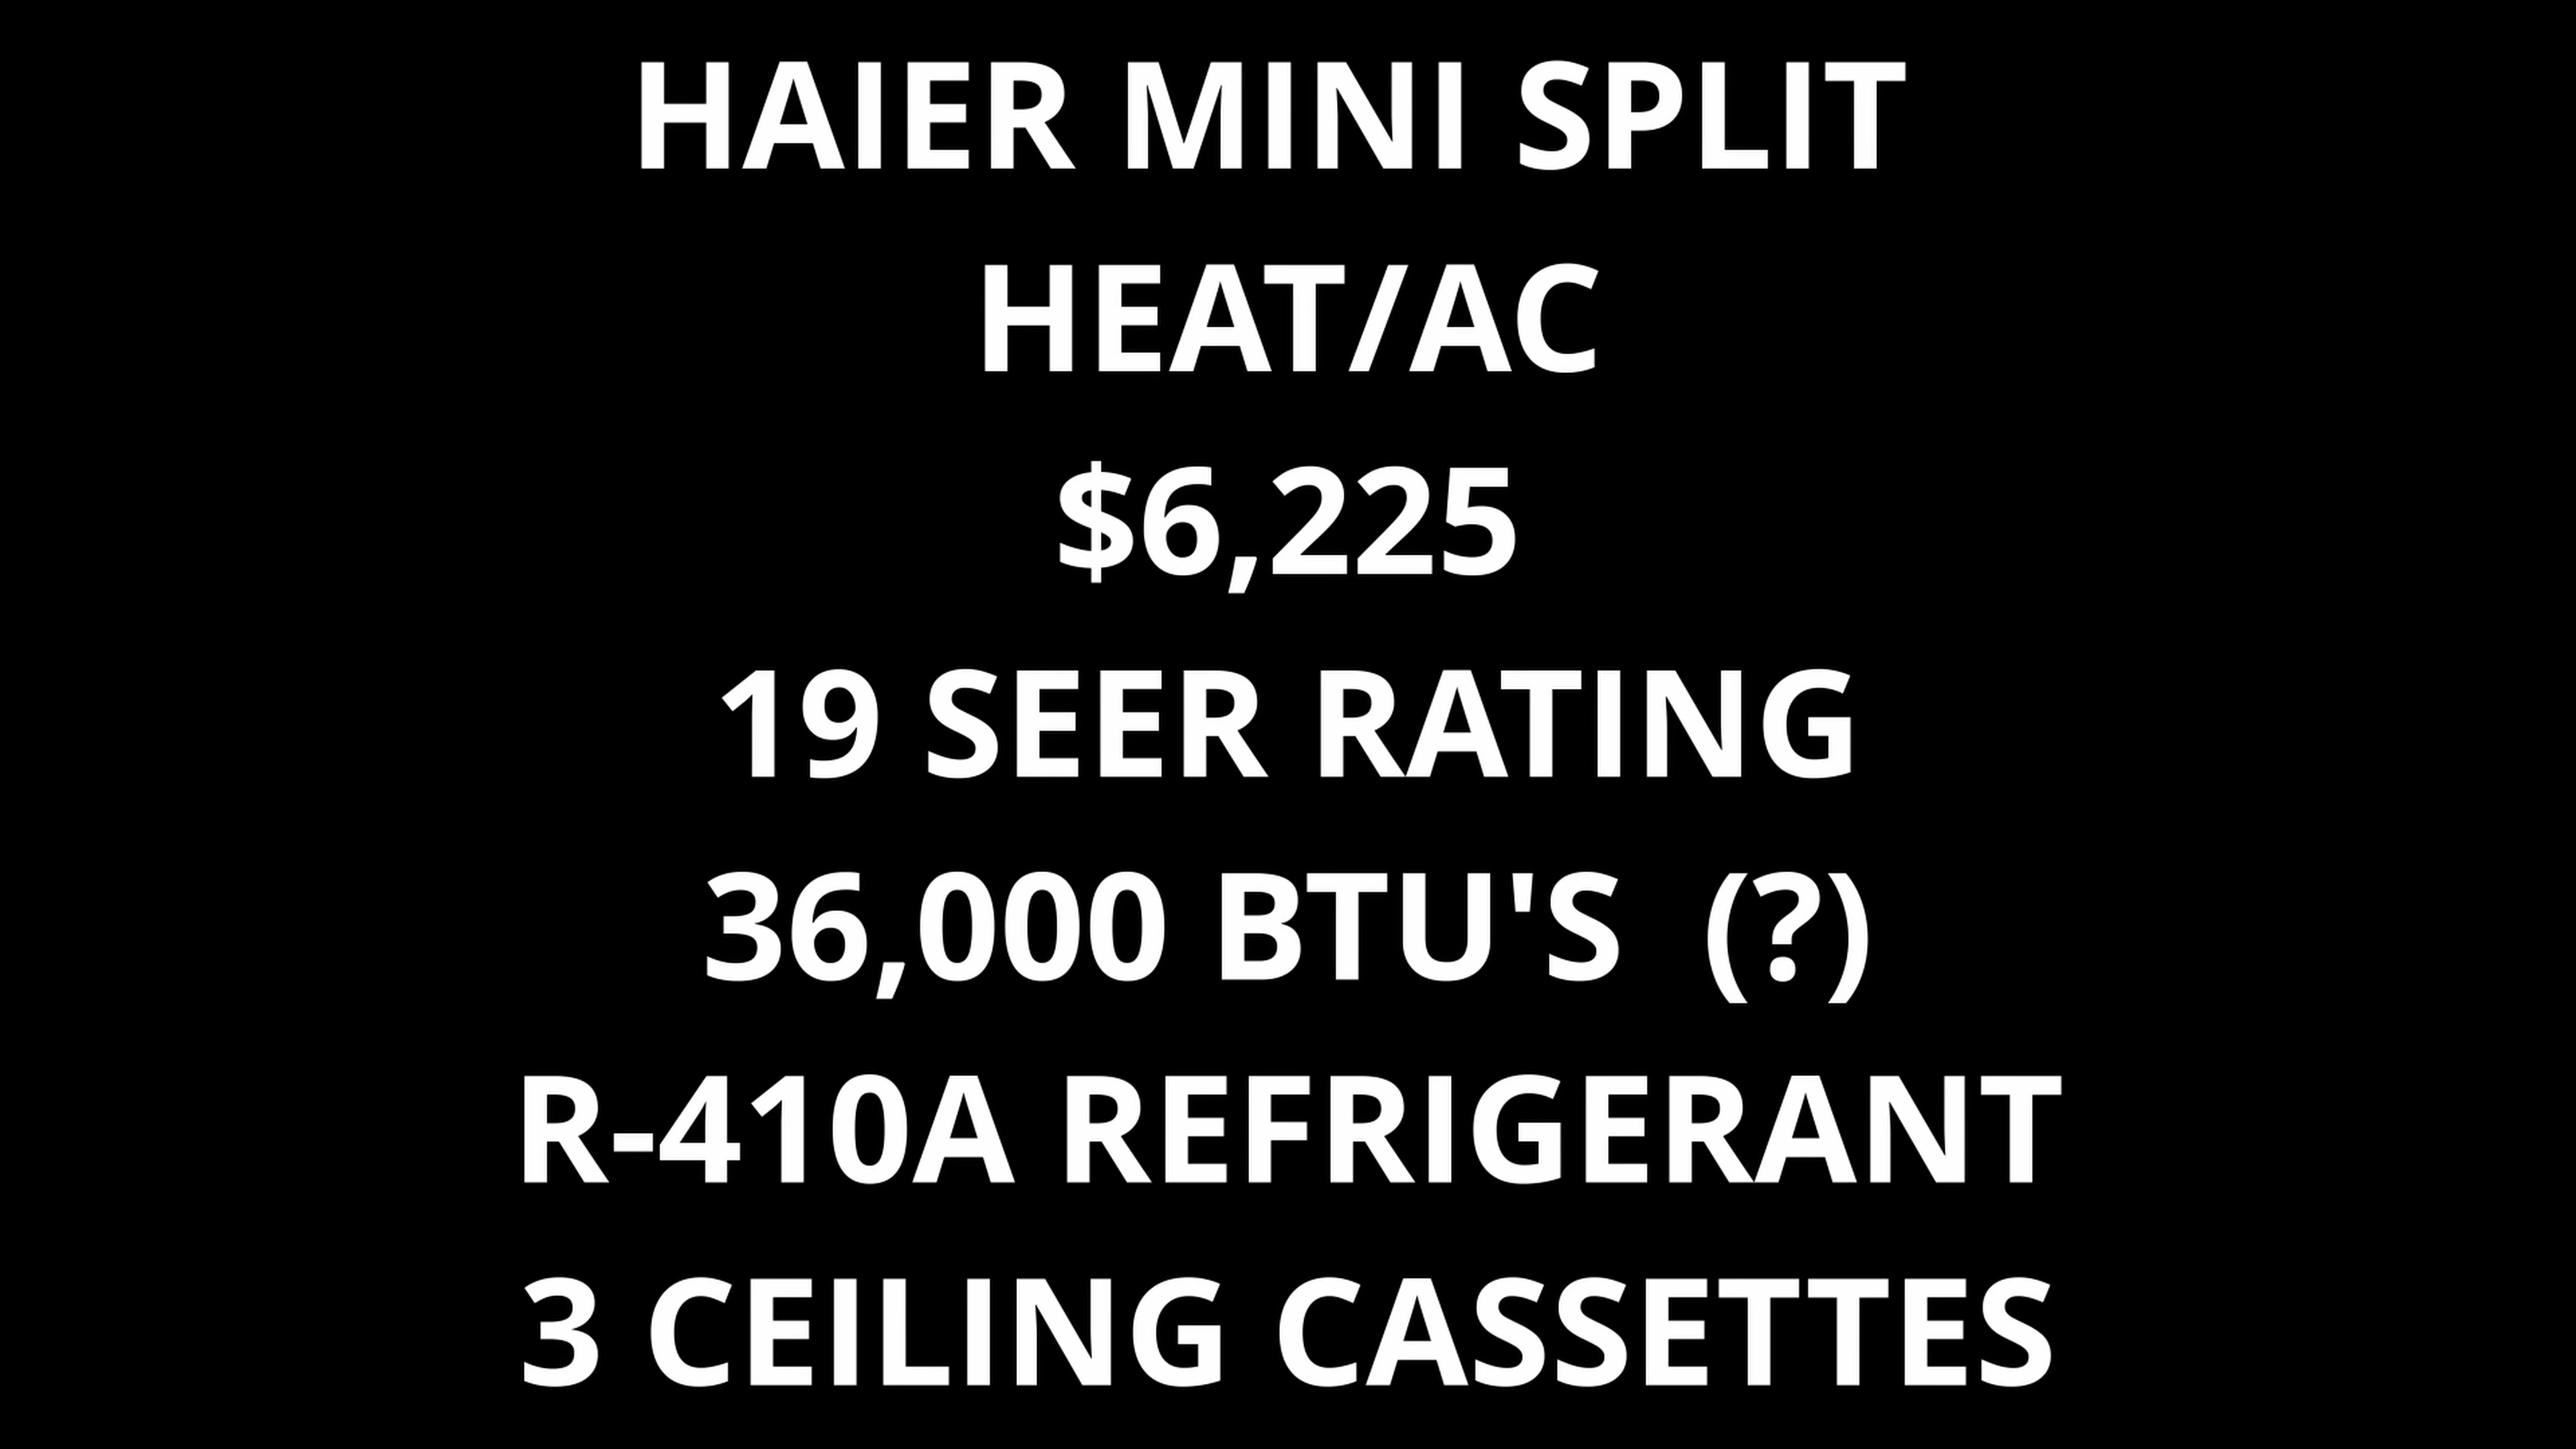 HAIER MINI SPLIT
HEAT/AC
$6,225
19 SEER RATING
36,000 BTU'S (?)
R-410A REFRIGERANT
3 CEILING CASSETTES